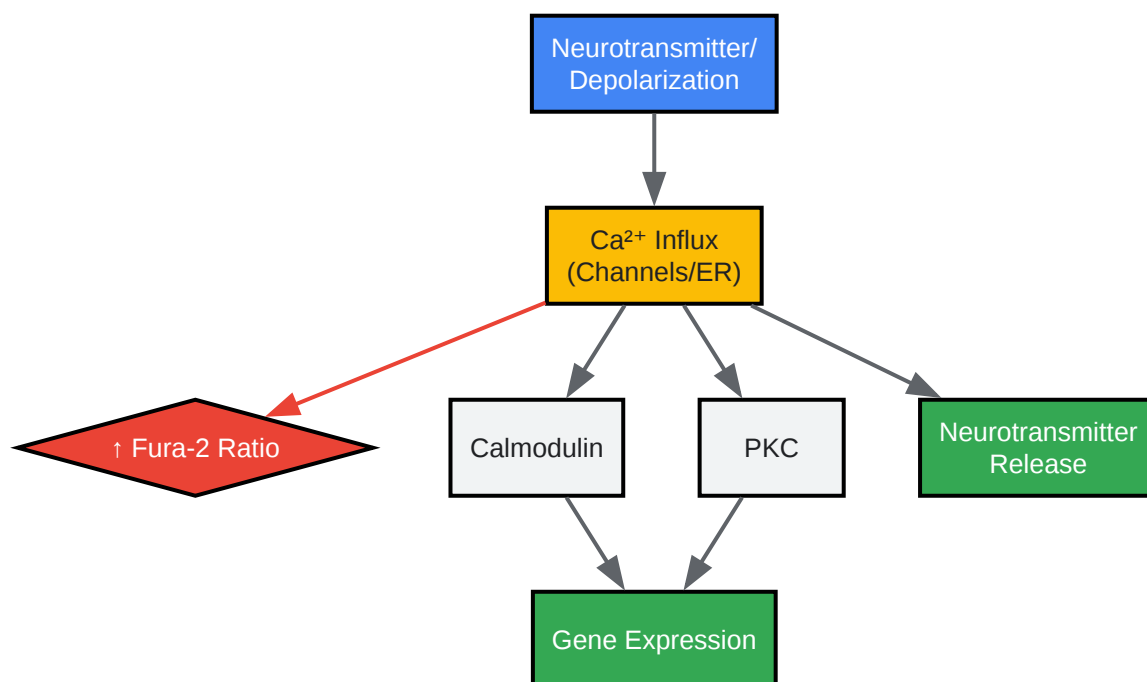 Neurotransmitter/
Depolarization
Ca²⁺ Influx
(Channels/ER)
↑ Fura-2 Ratio
Calmodulin
PKC
Neurotransmitter
Release
Gene Expression